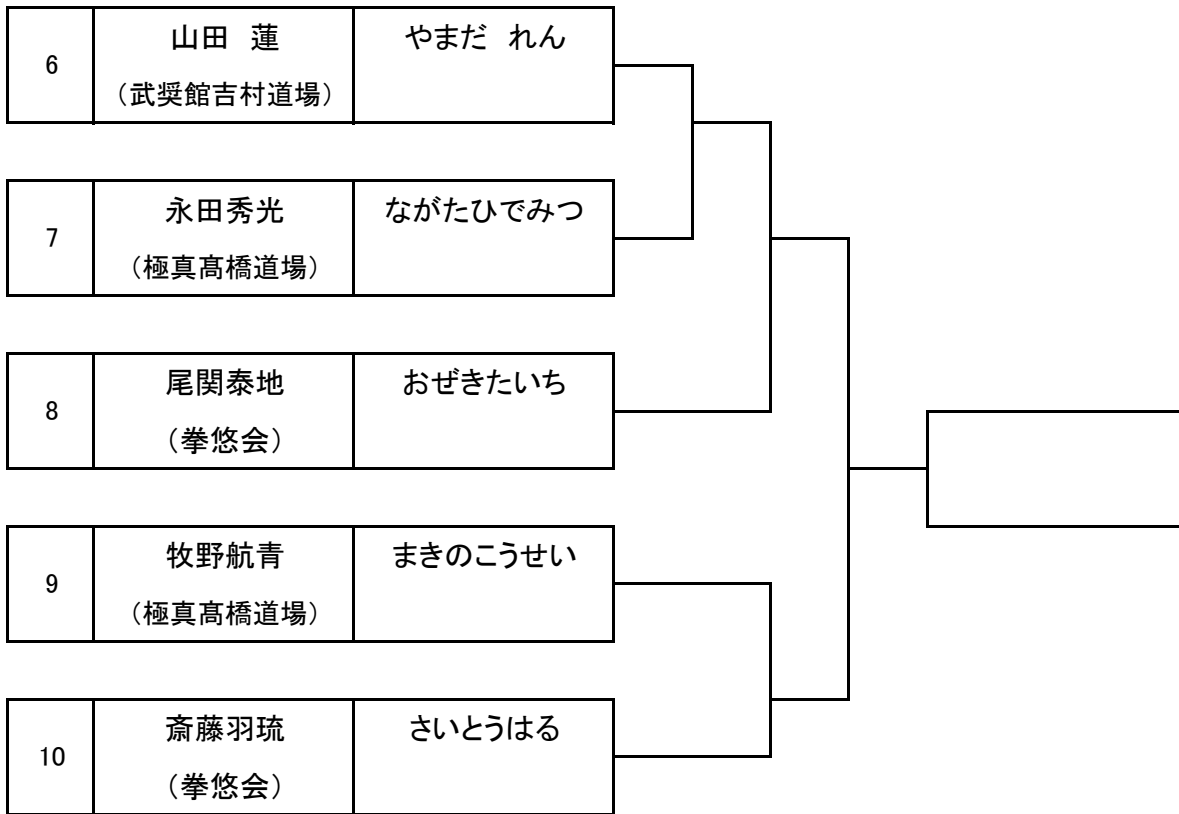 6
山田　蓮
（武奨館吉村道場）
やまだ　れん
7
永田秀光
（極真髙橋道場）
ながたひでみつ
8
尾関泰地
（拳悠会）
おぜきたいち
9
牧野航青
（極真髙橋道場）
まきのこうせい
10
斎藤羽琉
（拳悠会）
さいとうはる